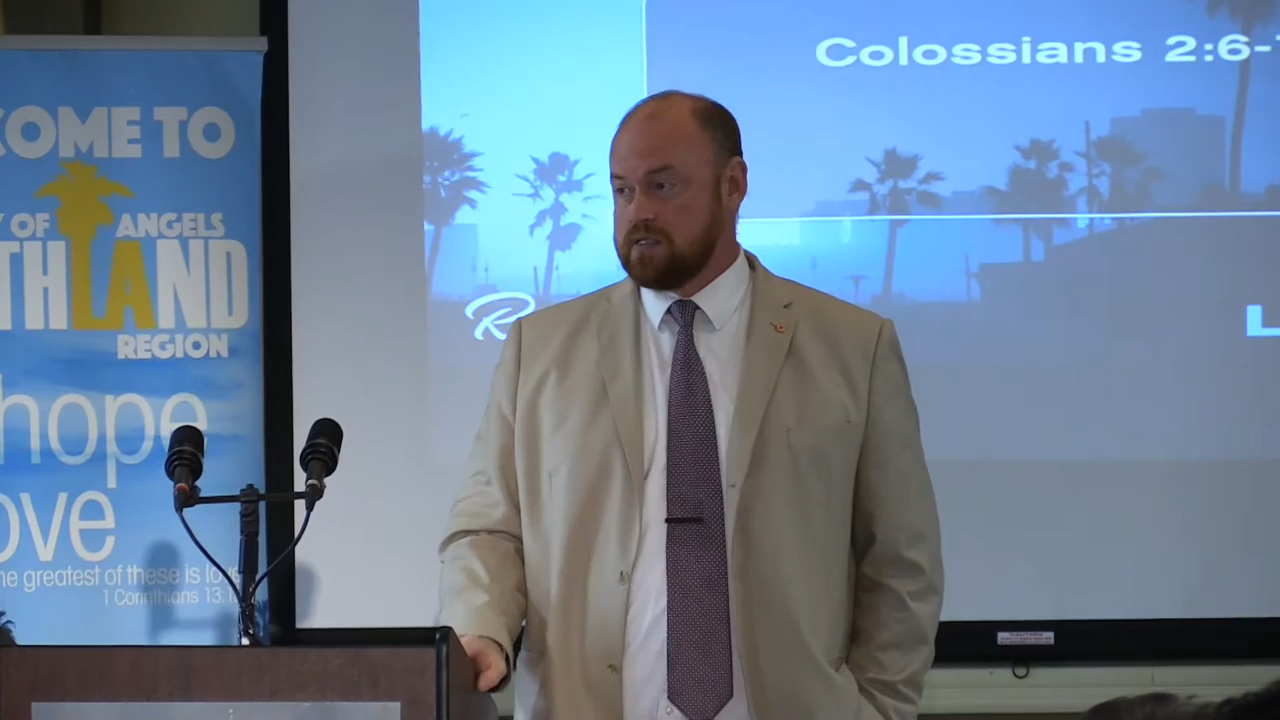 COME TO
Y OF ANGELS
THLAND
REGION
hope
ove
he greatest of these is love
1 Corinthians 13:1
Colossians 2:6-
R
L